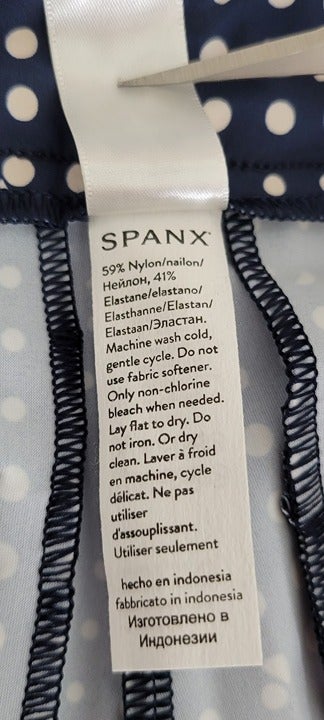 SPANX®
59% Nylon/nailon/
Нейлон, 41%
Elastane/elastano/
Elasthanne/Elastan/
Elastaan/Эластан.
Machine wash cold,
gentle cycle. Do not
use fabric softener.
Only non-chlorine
bleach when needed.
Lay flat to dry. Do
not iron. Or dry
clean. Laver à froid
en machine, cycle
délicat. Ne pas
utiliser
d'assouplissant.
Utiliser seulement
hecho en indonesia
fabbricato in indonesia
Изготовлено в
Индонезии